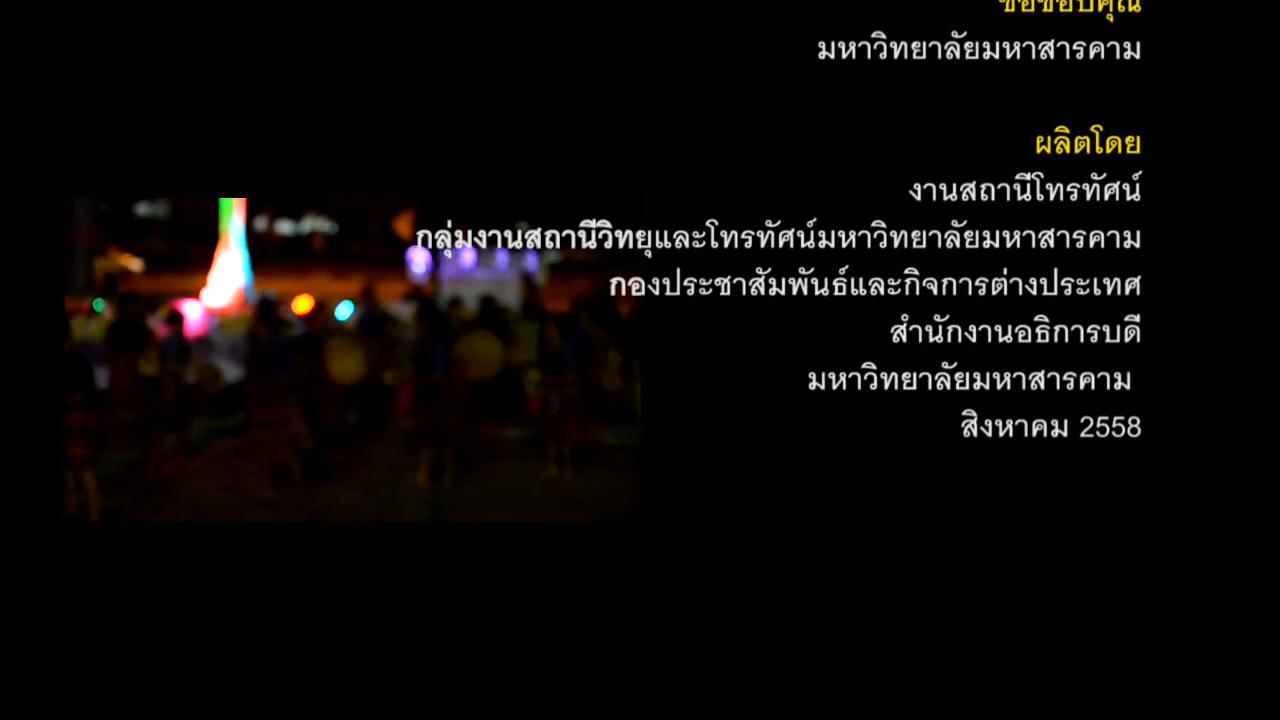 ขอขอบคุณ
มหาวิทยาลัยมหาสารคาม
ผลิตโดย
งานสถานีโทรทัศน์
กลุ่มงานสถานีวิทยุและโทรทัศน์มหาวิทยาลัยมหาสารคาม
กองประชาสัมพันธ์และกิจการต่างประเทศ
สำนักงานอธิการบดี
มหาวิทยาลัยมหาสารคาม
สิงหาคม 2558